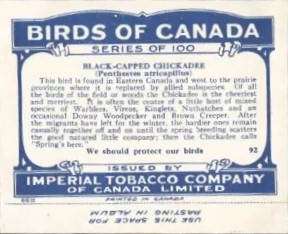 BIRDS OF CANADA
SERIES OF 100
BLACK-CAPPED CHICKADEE
(Penthestes atricapillus)
This bird is found in Eastern Canada and west to the prairie
provinces where it is replaced by allied subspecies. Of all
the birds of the field or woods the Chickadee is the cheeriest
and merriest. It is often the center of a little host of mixed
species of Warblers, Vireos, Kinglets, Nuthatches and an
occasional Downy Woodpecker and Brown Creeper. After
the migrants have left for the winter, the hardier ones remain
normally together off and on until the spring breeding scatters
the good natured little company; then the Chickadee calls
"Spring's here."
We should protect our birds 92
ISSUED BY
IMPERIAL TOBACCO COMPANY
OF CANADA LIMITED
PRINTED IN CANADA
USE THIS SPACE FOR
PASTING IN ALBUM